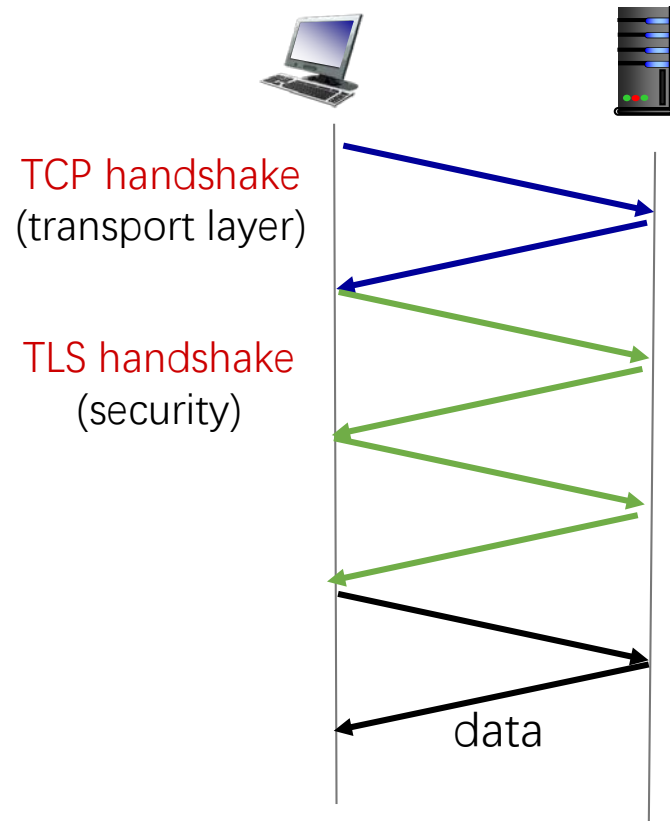 TCP handshake
(transport layer)
TLS handshake
(security)
data